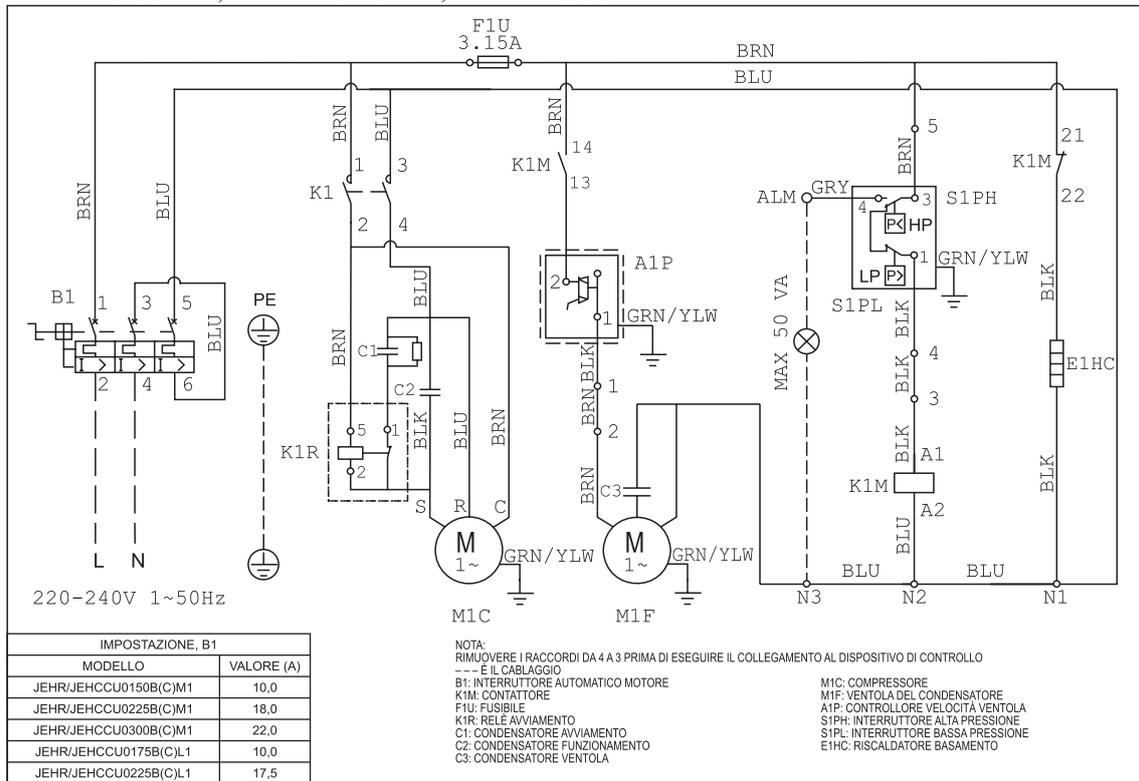 F1U
3.15A
BRN
BLU
BRN
BLU
BRN
BLU
BRN
1
3
K1
2
4
14
K1M
13
5
BRN
ALM
GRY
4
3
S1PH
P<
HP
1
LP
P>
GRN/YLW
S1PL
21
K1M
22
B1
1
3
5
BLU
2
4
6
PE
L
N
220-240V 1~50Hz
BRN
BLU
C1
C2
BLK
BLU
BRN
K1R
5
1
2
S
R
C
M
1~
GRN/YLW
M1C
A1P
2
1
GRN/YLW
BLK
1
BRN
2
BRN
C3
M
1~
GRN/YLW
M1F
MAX 50 VA
BLK
4
BLK
3
BLK
A1
K1M
A2
BLU
BLK
E1HC
BLK
BLU
BLU
N3
N2
N1
IMPOSTAZIONE, B1
MODELLO VALORE (A)
JEHR/JEHCCU0150B(C)M1 10,0
JEHR/JEHCCU0225B(C)M1 18,0
JEHR/JEHCCU0300B(C)M1 22,0
JEHR/JEHCCU0175B(C)L1 10,0
JEHR/JEHCCU0225B(C)L1 17,5
NOTA:
RIMUOVERE I RACCORDI DA 4 A 3 PRIMA DI ESEGUIRE IL COLLEGAMENTO AL DISPOSITIVO DI CONTROLLO
– – – È IL CABLAGGIO
B1: INTERRUTTORE AUTOMATICO MOTORE
K1M: CONTATTORE
F1U: FUSIBILE
K1R: RELÈ AVVIAMENTO
C1: CONDENSATORE AVVIAMENTO
C2: CONDENSATORE FUNZIONAMENTO
C3: CONDENSATORE VENTOLA
M1C: COMPRESSORE
M1F: VENTOLA DEL CONDENSATORE
A1P: CONTROLLORE VELOCITÀ VENTOLA
S1PH: INTERRUTTORE ALTA PRESSIONE
S1PL: INTERRUTTORE BASSA PRESSIONE
E1HC: RISCALDATORE BASAMENTO